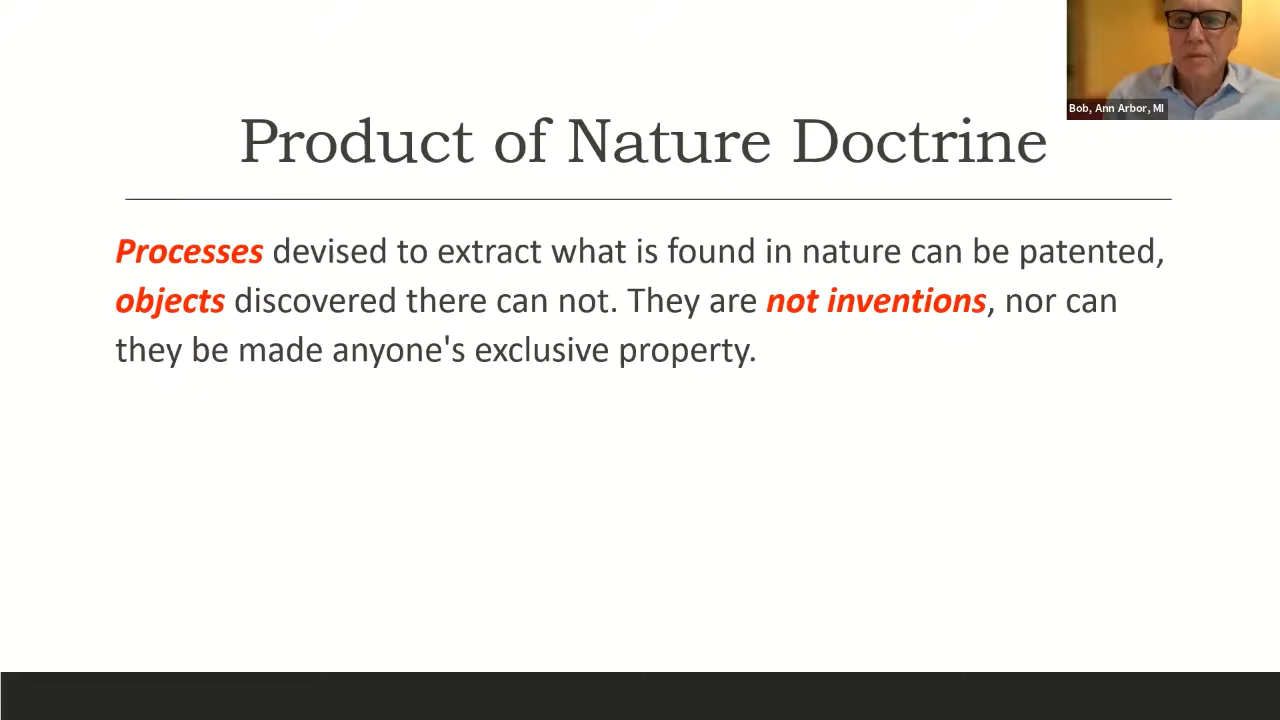 Bob, Ann Arbor, MI
Product of Nature Doctrine
Processes devised to extract what is found in nature can be patented,
objects discovered there can not. They are not inventions, nor can
they be made anyone's exclusive property.